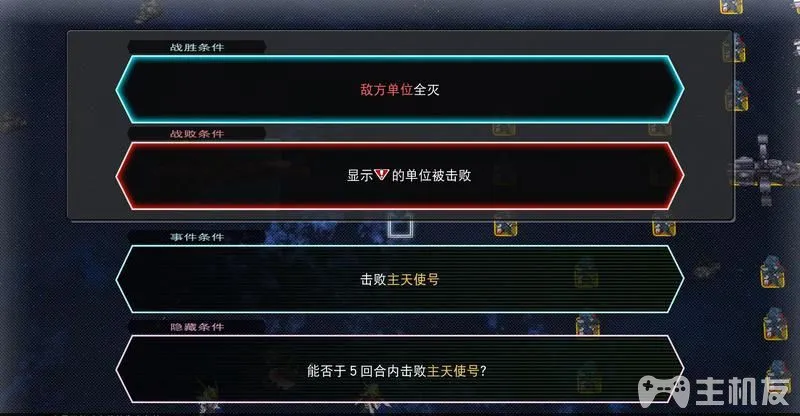 战胜条件
敌方单位全灭
战败条件
显示的单位被击败
事件条件
击败主天使号
隐藏条件
能否于5回合内击败主天使号?
主机友